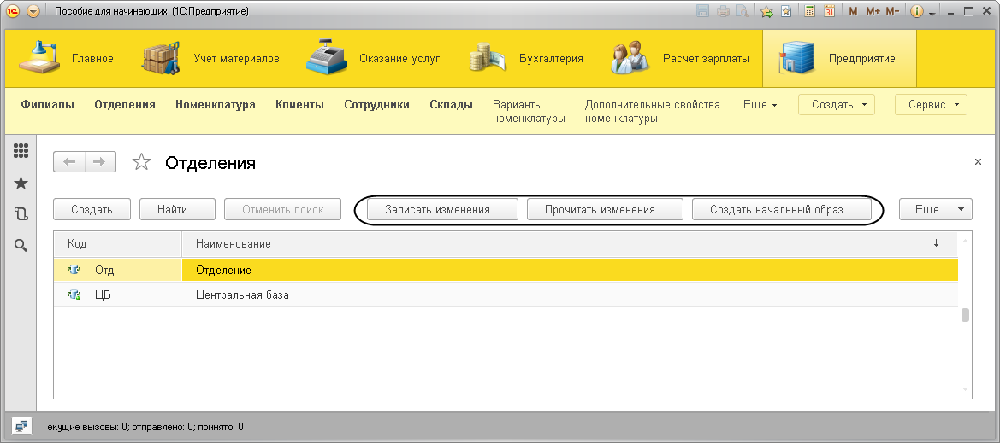 Пособие для начинающих (1С:Предприятие)
M M+ M-
Главное
Учет материалов
Оказание услуг
Бухгалтерия
Расчет зарплаты
Предприятие
Филиалы
Отделения
Номенклатура
Клиенты
Сотрудники
Склады
Варианты
номенклатуры
Дополнительные свойства
номенклатуры
Еще
Создать
Сервис
Отделения
Создать
Найти...
Отменить поиск
Записать изменения...
Прочитать изменения...
Создать начальный образ...
Еще
Код
Наименование
Отд
Отделение
ЦБ
Центральная база
Текущие вызовы: 0; отправлено: 0; принято: 0